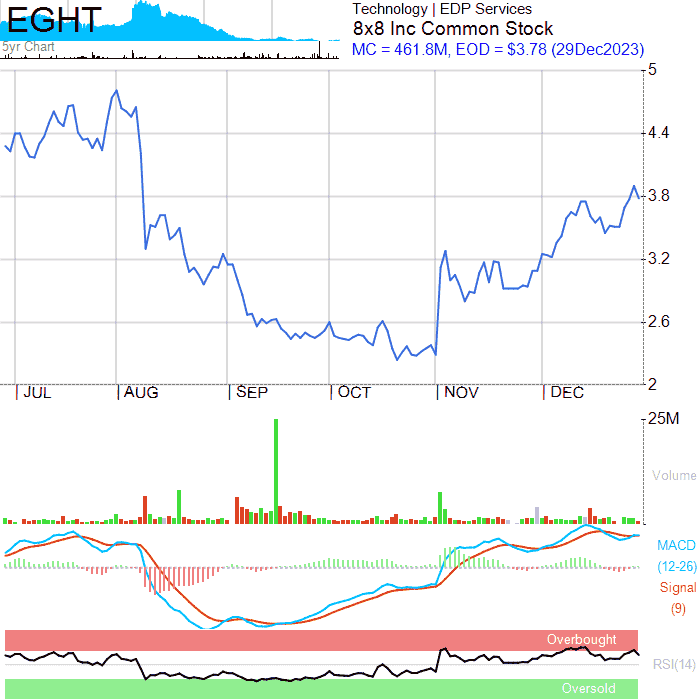 EGHT
5yr Chart
Technology | EDP Services
8x8 Inc Common Stock
MC = 461.8M, EOD = $3.78 (29Dec2023)
5
4.4
3.8
3.2
2.6
2
JUL AUG SEP OCT NOV DEC
25M
Volume
MACD
(12-26)
Signal
(9)
Overbought
RSI(14)
Oversold